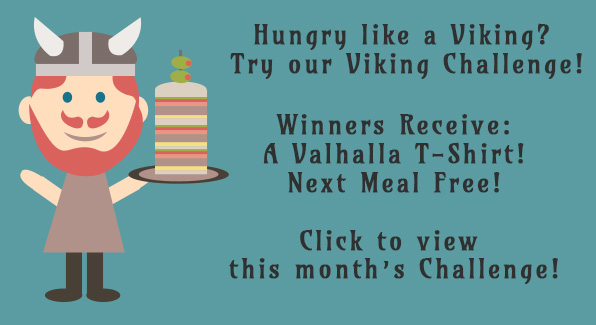 Hungry like a Viking?
Try our Viking Challenge!
Winners Receive:
A Valhalla T-Shirt!
Next Meal Free!
Click to view
this month's Challenge!